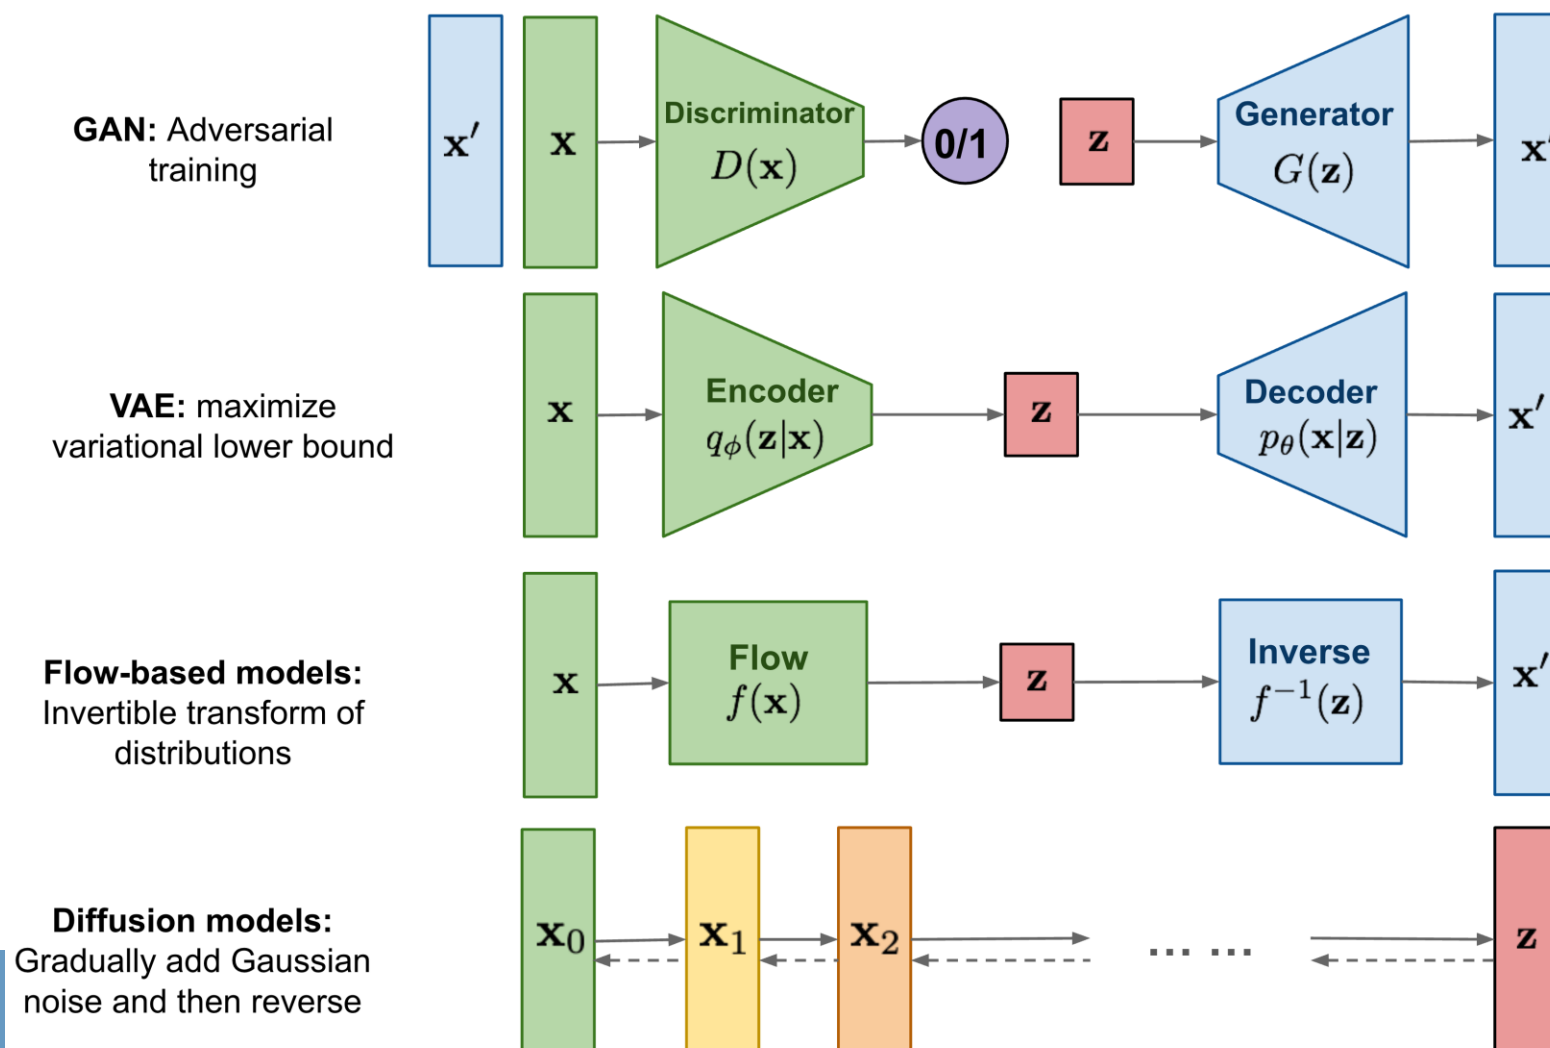 GAN: Adversarial
training
x′
x
Discriminator
D(x)
0/1
z
Generator
G(z)
x′
VAE: maximize
variational lower bound
x
Encoder
qϕ(z|x)
z
Decoder
pθ(x|z)
x′
Flow-based models:
Invertible transform of
distributions
x
Flow
f(x)
z
Inverse
f⁻¹(z)
x′
Diffusion models:
Gradually add Gaussian
noise and then reverse
x₀
x₁
x₂
... ...
z